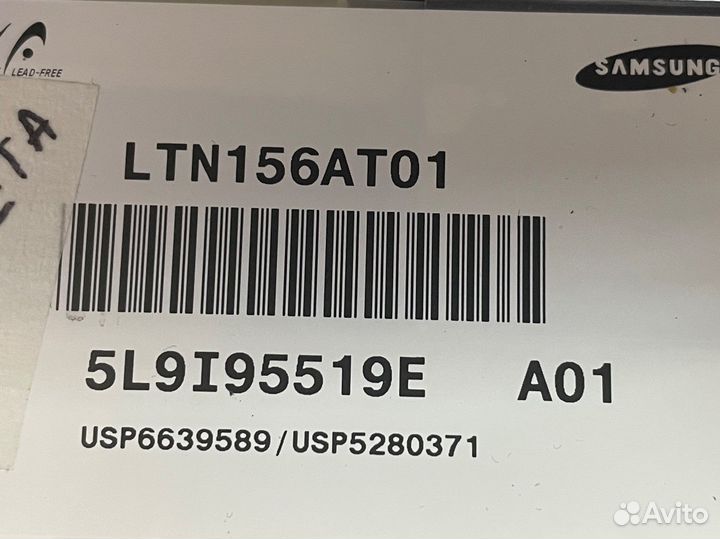 LEAD-FREE
SAMSUNG
LTN156AT01
5L9I95519E A01
USP6639589/USP5280371
Avito